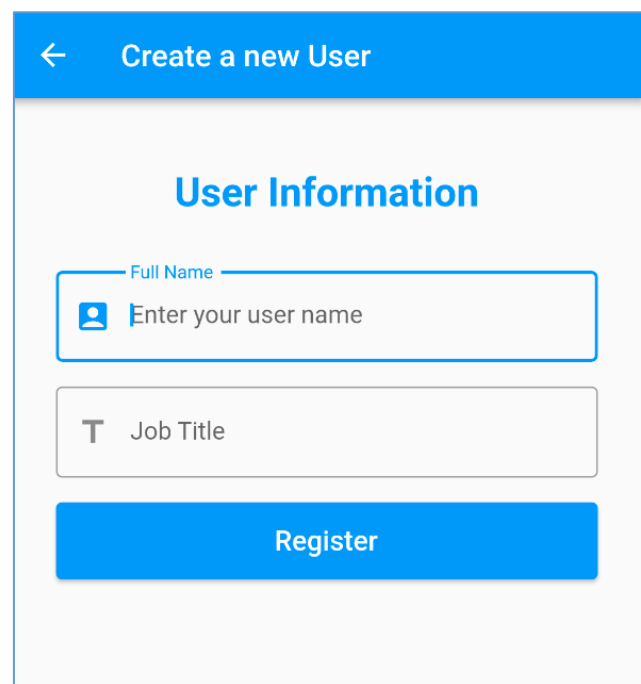 Create a new User
User Information
Full Name
Enter your user name
Job Title
Register